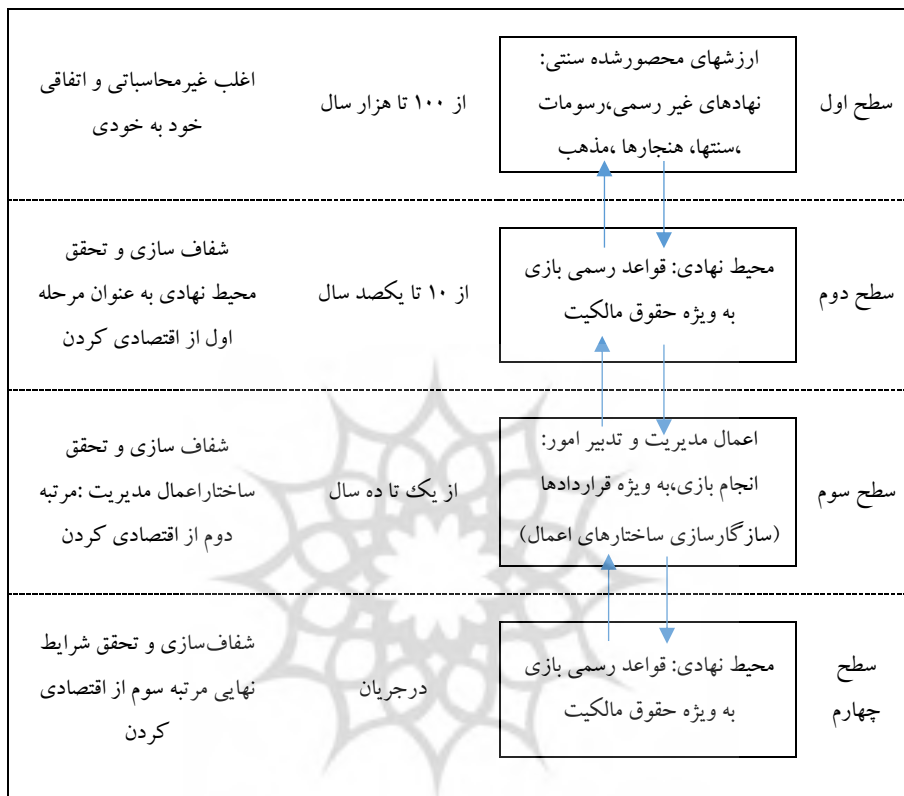 سطح اول
ارزشهای محصورشده سنتی:
نهادهای غیر رسمی،رسومات
،سنتها، هنجارها ،مذهب
از ۱۰۰ تا هزار سال
اغلب غیرمحاسباتی و اتفاقی
خود به خودی
سطح دوم
محیط نهادی: قواعد رسمی بازی
به ویژه حقوق مالکیت
از ۱۰ تا یکصد سال
شفاف سازی و تحقق
محیط نهادی به عنوان مرحله
اول از اقتصادی کردن
سطح سوم
اعمال مدیریت و تدبیر امور:
انجام بازی،به ویژه قراردادها
(سازگارسازی ساختارهای اعمال)
از یک تا ده سال
شفاف سازی و تحقق
ساختاراعمال مدیریت :مرتبه
دوم از اقتصادی کردن
سطح
چهارم
محیط نهادی: قواعد رسمی بازی
به ویژه حقوق مالکیت
درجریان
شفاف‌سازی و تحقق شرایط
نهایی مرتبه سوم از اقتصادی
کردن